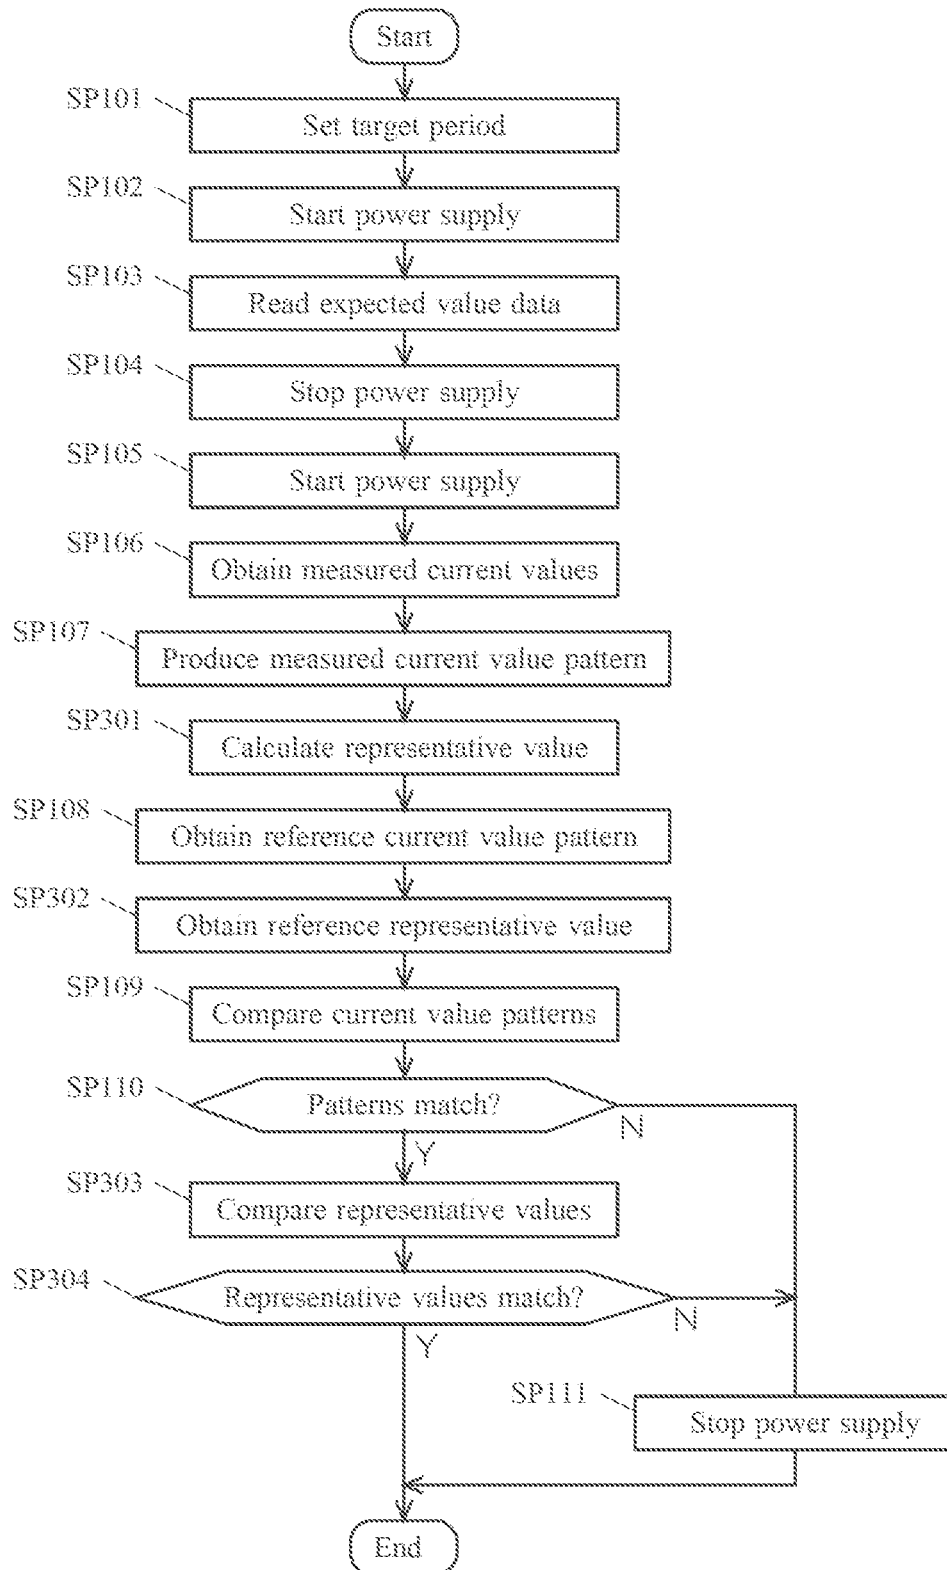 Start
SP101
Set target period
SP102
Start power supply
SP103
Read expected value data
SP104
Stop power supply
SP105
Start power supply
SP106
Obtain measured current values
SP107
Produce measured current value pattern
SP301
Calculate representative value
SP108
Obtain reference current value pattern
SP302
Obtain reference representative value
SP109
Compare current value patterns
SP110
Patterns match?
N
Y
SP303
Compare representative values
SP304
Representative values match?
N
Y
SP111
Stop power supply
End